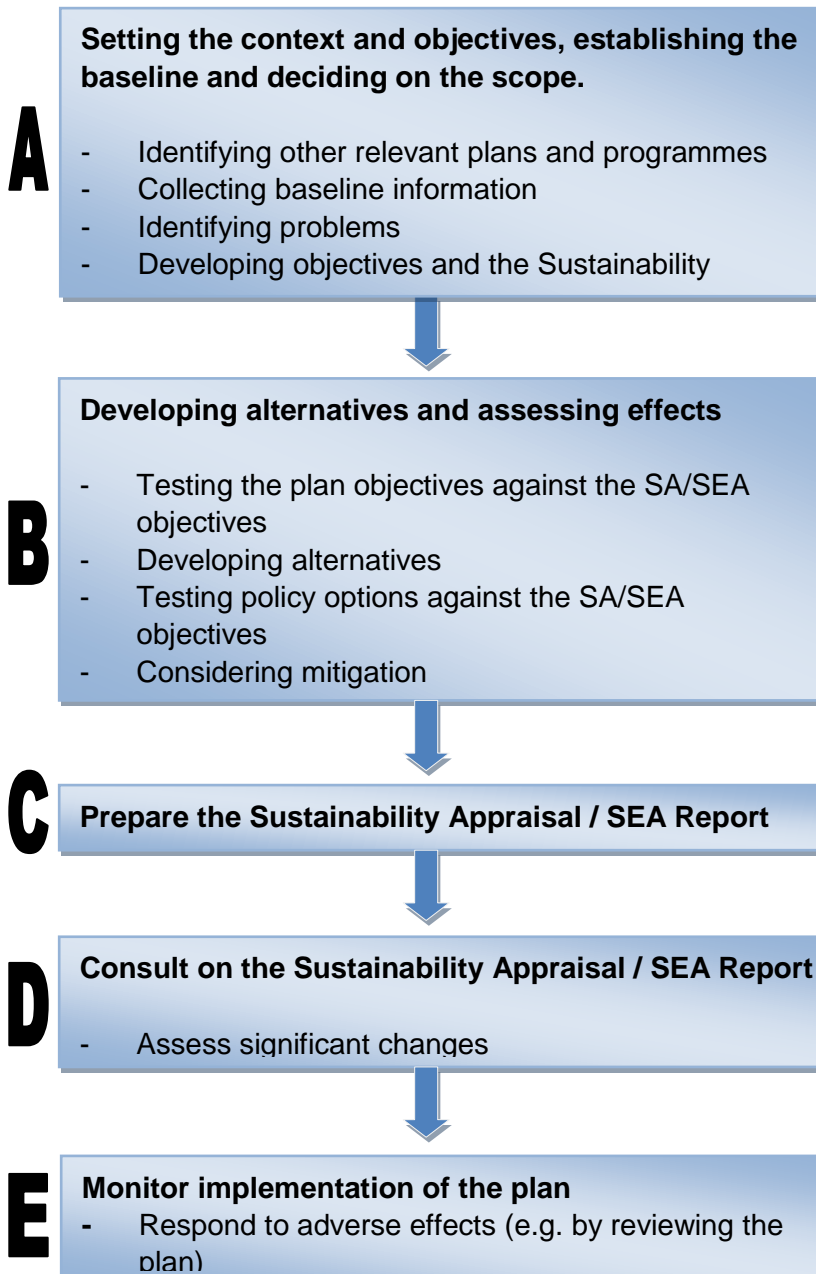 A
Setting the context and objectives, establishing the
baseline and deciding on the scope.
- Identifying other relevant plans and programmes
- Collecting baseline information
- Identifying problems
- Developing objectives and the Sustainability
B
Developing alternatives and assessing effects
- Testing the plan objectives against the SA/SEA
objectives
- Developing alternatives
- Testing policy options against the SA/SEA
objectives
- Considering mitigation
C
Prepare the Sustainability Appraisal / SEA Report
D
Consult on the Sustainability Appraisal / SEA Report
- Assess significant changes
E
Monitor implementation of the plan
- Respond to adverse effects (e.g. by reviewing the
plan)